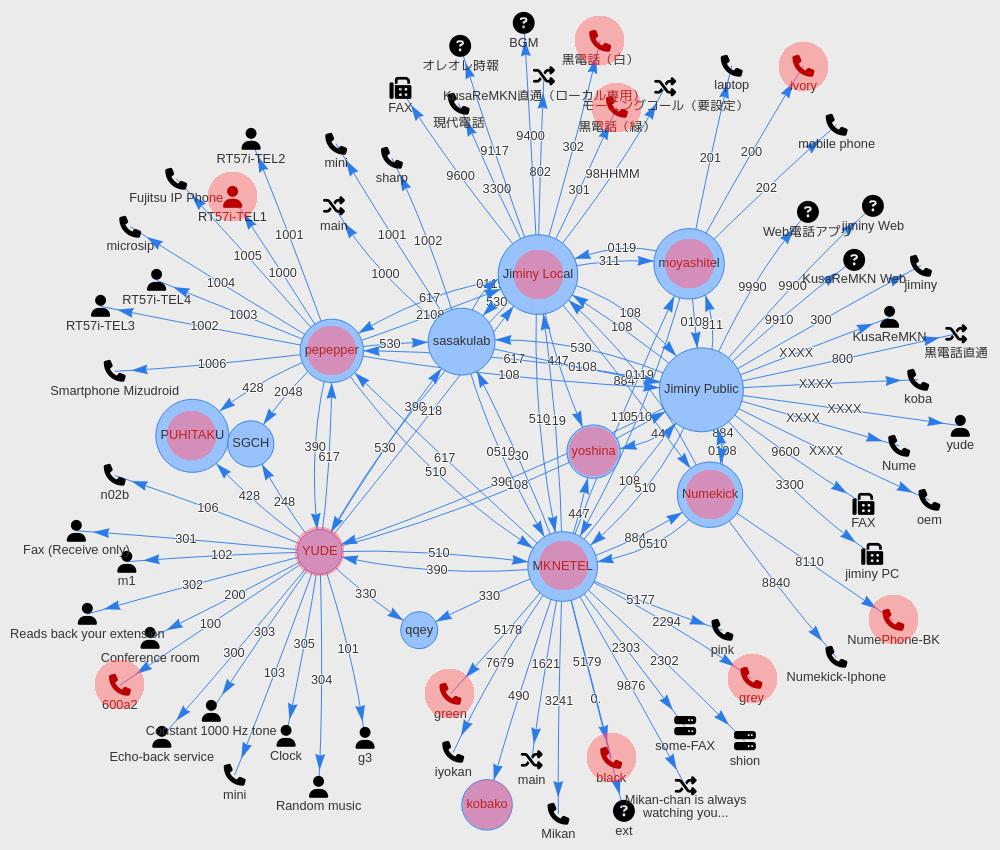 BGM
オレオレ時報
黒電話（白）
KusaReMKN直通（ローカル専用）
モーニングコール（要設定）
laptop
ivory
FAX
現代電話
黒電話（緑）
mobile phone
RT57i-TEL2
mini
sharp
9400
9117
802
302
201
200
9600
3300
301
98HHMM
202
Fujitsu IP Phone
RT57i-TEL1
main
Web電話アプリ
jiminy Web
microsip
1001
1005
1000
1001
1002
1000
0119
311
Jiminy Local
moyashitel
KusaReMKN Web
jiminy
RT57i-TEL4
1004
1003
617
2108
530
9990
9900
RT57i-TEL3
1002
108
108
0108
9910
300
KusaReMKN
XXXX
800
黒電話直通
pepepper
530
sasakulab
530
617
108
447
0108
0119
884
Jiminy Public
Smartphone Mizudroid
1006
428
2048
XXXX
XXXX
XXXX
koba
yude
PUHITAKU
SGCH
390
617
390
218
510
yoshina
884
0108
9600
XXXX
Nume
n02b
428
248
530
617
510
390
108
108
510
Numekick
3300
FAX
oem
106
Fax (Receive only)
301
102
m1
YUDE
510
390
447
0510
MKNETEL
8110
jiminy PC
302
Reads back your extension
200
100
330
330
qqey
8840
Conference room
303
300
305
101
103
304
5178
7679
490
1621
3241
5179
0.
2303
9876
5177
2294
2302
pink
NumePhone-BK
Numekick-Iphone
600a2
Constant 1000 Hz tone
Echo-back service
Clock
g3
mini
Random music
green
iyokan
main
kobako
black
some-FAX
grey
shion
Mikan-chan is always
watching you...
Mikan
ext